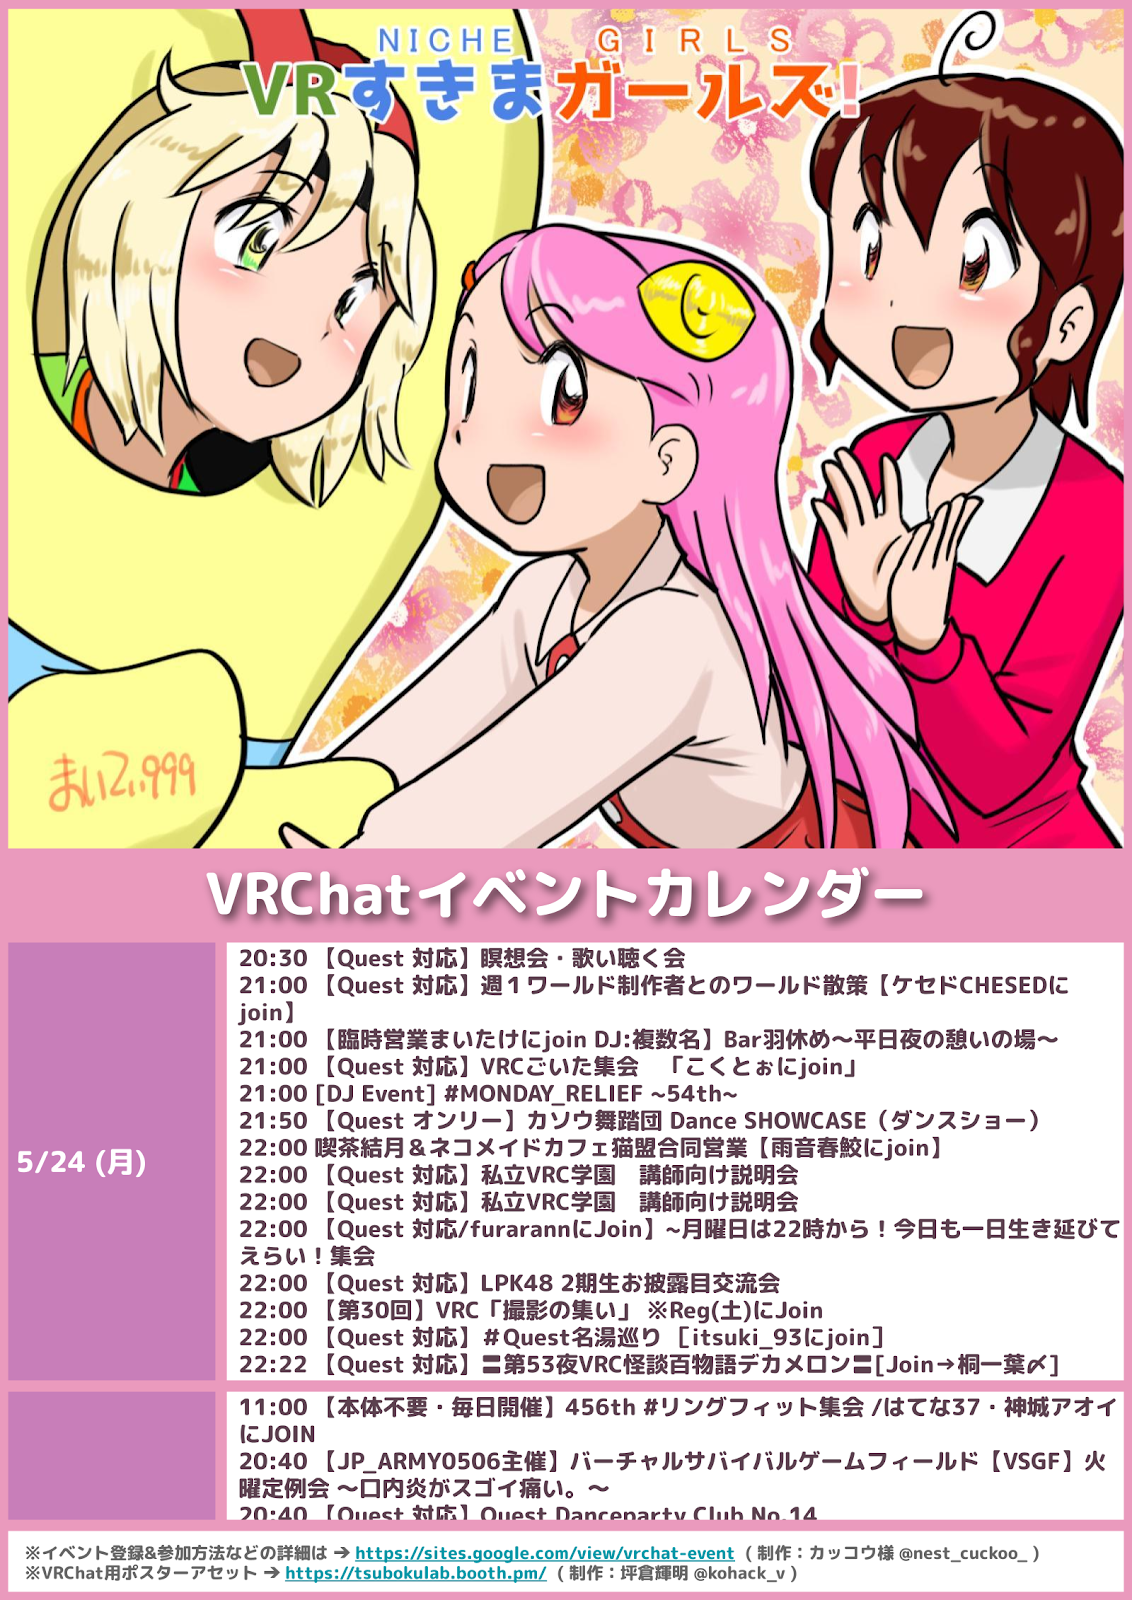 NICHE GIRLS
VRすきまガールズ!
まいてぃ999
VRChatイベントカレンダー
5/24 (月)
20:30 【Quest 対応】瞑想会・歌い聴く会
21:00 【Quest 対応】週１ワールド制作者とのワールド散策【ケセドCHESEDに
join】
21:00 【臨時営業まいたけにjoin DJ:複数名】Bar羽休め～平日夜の憩いの場～
21:00 【Quest 対応】VRCごいた集会　「こくとぉにjoin」
21:00 [DJ Event] #MONDAY_RELIEF ~54th~
21:50 【Quest オンリー】カソウ舞踏団 Dance SHOWCASE（ダンスショー）
22:00 喫茶結月＆ネコメイドカフェ猫盟合同営業【雨音春鮫にjoin】
22:00 【Quest 対応】私立VRC学園　講師向け説明会
22:00 【Quest 対応】私立VRC学園　講師向け説明会
22:00 【Quest 対応/furarannにJoin】~月曜日は22時から！今日も一日生き延びて
えらい！集会
22:00 【Quest 対応】LPK48 2期生お披露目交流会
22:00 【第30回】VRC「撮影の集い」 ※Reg(土)にJoin
22:00 【Quest 対応】＃Quest名湯巡り ［itsuki_93にjoin］
22:22 【Quest 対応】〓第53夜VRC怪談百物語デカメロン〓[Join→桐一葉〆]
11:00 【本体不要・毎日開催】456th #リングフィット集会 /はてな37・神城アオイ
にJOIN
20:40 【JP_ARMY0506主催】バーチャルサバイバルゲームフィールド【VSGF】火
曜定例会 ～口内炎がスゴイ痛い。～
20:40 【Quest 対応】Quest Danceparty Club No.14
※イベント登録&参加方法などの詳細は → https://sites.google.com/view/vrchat-event ( 制作：カッコウ様 @nest_cuckoo_ )
※VRChat用ポスターアセット → https://tsubokulab.booth.pm/ ( 制作：坪倉輝明 @kohack_v )